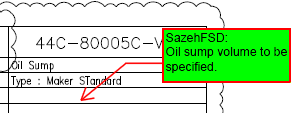 44C-80005C-V
SazehFSD:
Oil sump volume to be
specified.
Oil Sump
Type : Maker STandard